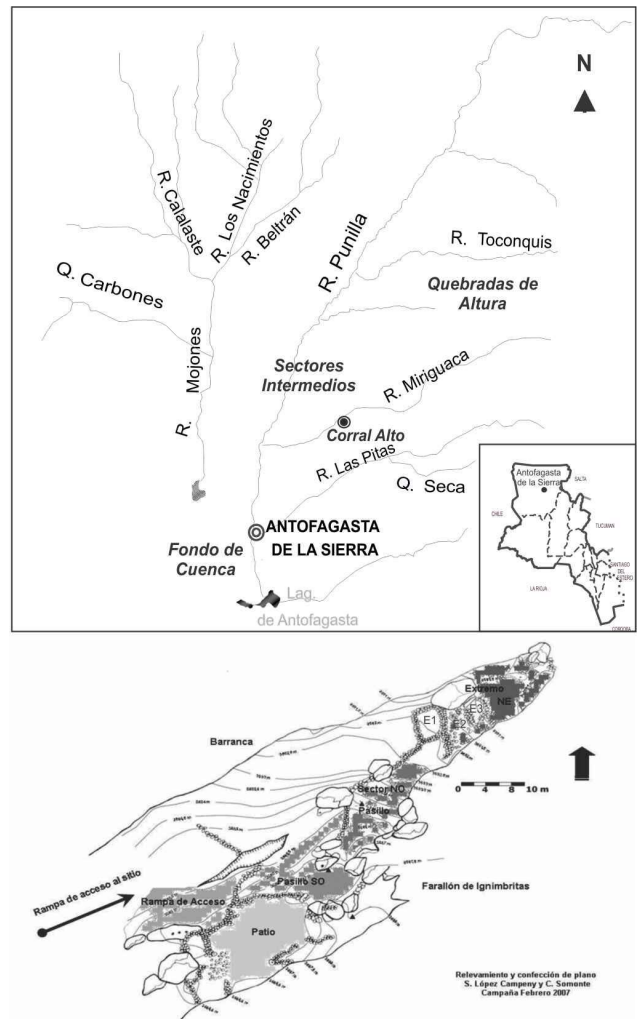 N
R. Calalaste
R. Los Nacimientos
R. Beltrán
R. Punilla
R. Toconquis
Q. Carbones
Quebradas de
Altura
R. Mojones
Sectores
Intermedios
R. Miriguaca
Corral Alto
R. Las Pitas
Q. Seca
ANTOFAGASTA
DE LA SIERRA
Fondo de
Cuenca
Lag.
de Antofagasta
Antofagasta
de la Sierra
SALTA
CHILE
TUCUMAN
SANTIAGO
DEL
ESTERO
LA RIOJA
CORDOBA
Extremo
NE
E1
E2
E3
Barranca
0 4 8 10 m
Sector NO
Pasillo
Rampa de acceso al sitio
Pasillo SO
Rampa de Acceso
Farallón de Ignimbritas
Patio
Relevamiento y confección de plano
S. López Campeny y C. Somonte
Campaña Febrero 2007